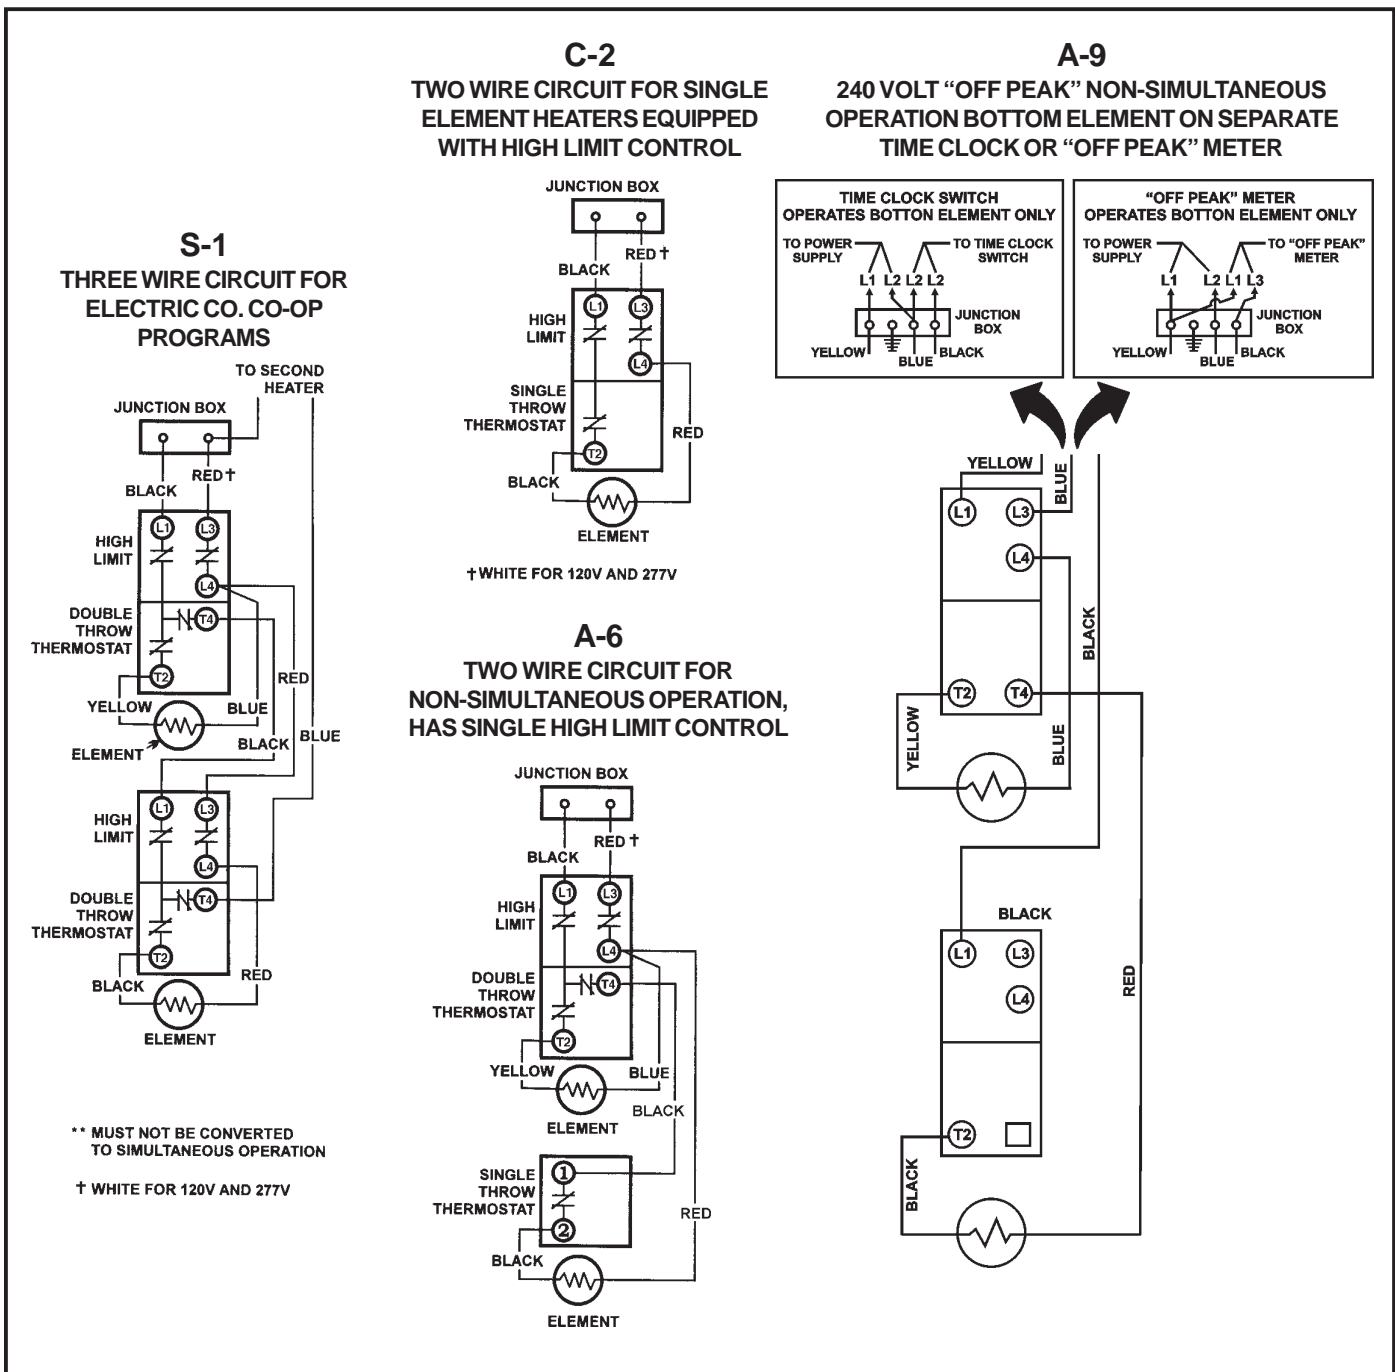 S-1
THREE WIRE CIRCUIT FOR
ELECTRIC CO. CO-OP
PROGRAMS
TO SECOND
HEATER
JUNCTION BOX
RED †
BLACK
L1
L3
HIGH
LIMIT
L4
DOUBLE
THROW
THERMOSTAT
T4
T2
RED
YELLOW
BLUE
ELEMENT
BLACK
BLUE
L1
L3
HIGH
LIMIT
L4
DOUBLE
THROW
THERMOSTAT
T4
T2
BLACK
RED
ELEMENT
** MUST NOT BE CONVERTED
TO SIMULTANEOUS OPERATION
† WHITE FOR 120V AND 277V
C-2
TWO WIRE CIRCUIT FOR SINGLE
ELEMENT HEATERS EQUIPPED
WITH HIGH LIMIT CONTROL
JUNCTION BOX
RED †
BLACK
L1
L3
HIGH
LIMIT
L4
SINGLE
THROW
THERMOSTAT
RED
T2
BLACK
ELEMENT
† WHITE FOR 120V AND 277V
A-6
TWO WIRE CIRCUIT FOR
NON-SIMULTANEOUS OPERATION,
HAS SINGLE HIGH LIMIT CONTROL
JUNCTION BOX
RED †
BLACK
L1
L3
HIGH
LIMIT
L4
DOUBLE
THROW
THERMOSTAT
T4
T2
YELLOW
BLUE
BLACK
ELEMENT
SINGLE
THROW
THERMOSTAT
1
2
RED
BLACK
ELEMENT
A-9
240 VOLT “OFF PEAK” NON-SIMULTANEOUS
OPERATION BOTTOM ELEMENT ON SEPARATE
TIME CLOCK OR “OFF PEAK” METER
TIME CLOCK SWITCH
OPERATES BOTTON ELEMENT ONLY
TO POWER
SUPPLY
TO TIME CLOCK
SWITCH
L1 L2 L2 L2
JUNCTION
BOX
YELLOW
BLUE
BLACK
“OFF PEAK” METER
OPERATES BOTTON ELEMENT ONLY
TO POWER
SUPPLY
TO “OFF PEAK”
METER
L1 L2 L1 L3
JUNCTION
BOX
YELLOW
BLUE
BLACK
YELLOW
BLUE
L1
L3
L4
BLACK
T2
T4
YELLOW
BLUE
BLACK
L1
L3
L4
RED
T2
BLACK